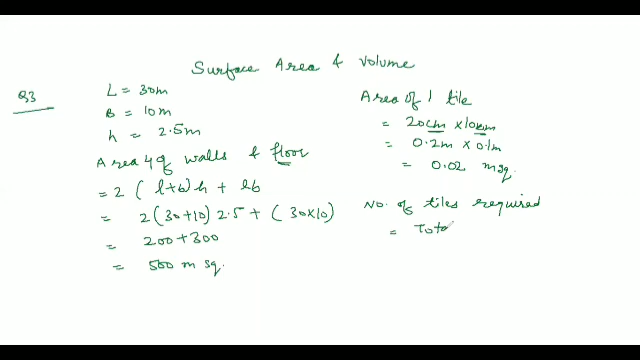 Surface Area & Volume
Q3
L = 30m
B = 10m
h = 2.5m
Area 4 of walls & floor
= 2 ( l+b) h + lb
= 2 (30+10) 2.5 + ( 30×10)
= 200 + 300
= 500 m sq.
Area of 1 tile
= 20cm × 10cm
= 0.2m × 0.1m
= 0.02 m sq.
No. of tiles required
= Tota